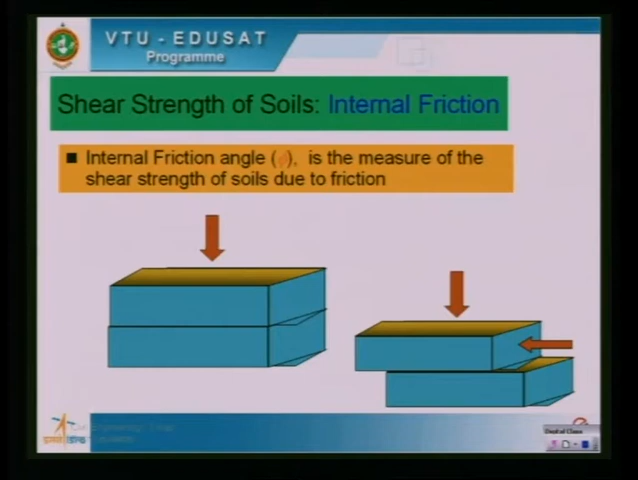 VTU - EDUSAT
Programme
Shear Strength of Soils: Internal Friction
■ Internal Friction angle (ϕ), is the measure of the
shear strength of soils due to friction